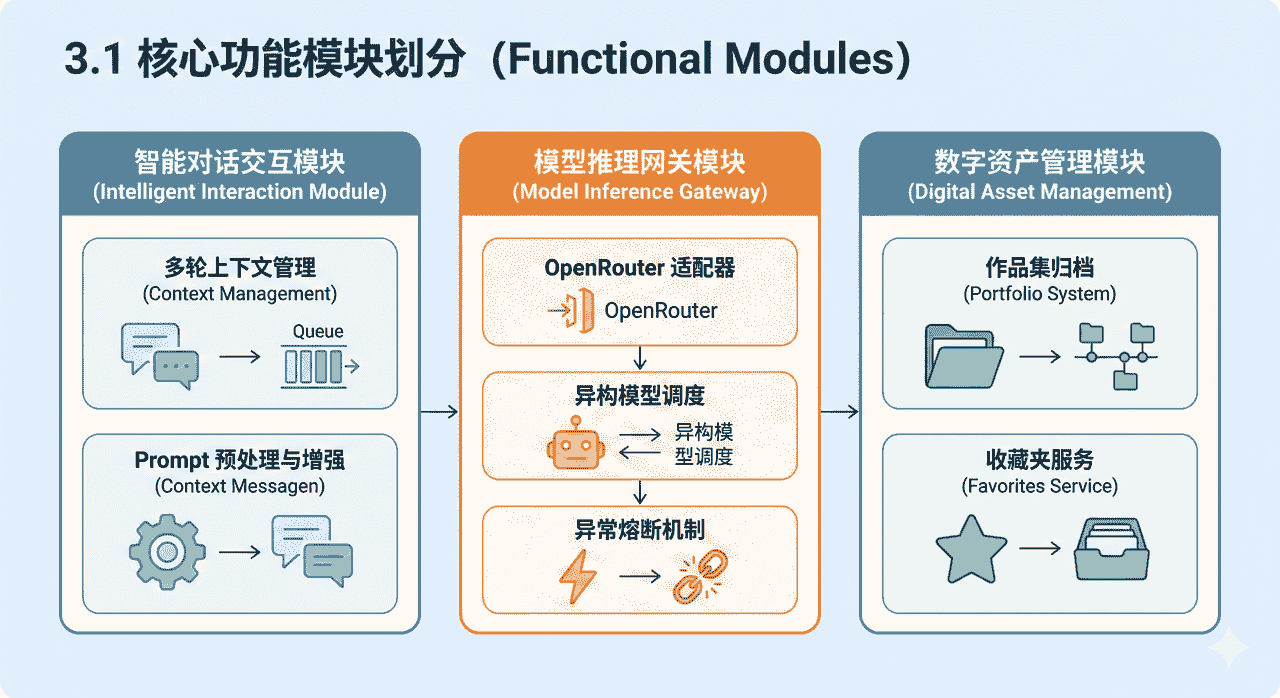 3.1 核心功能模块划分（Functional Modules）
智能对话交互模块
(Intelligent Interaction Module)
多轮上下文管理
(Context Management)
Queue
Prompt 预处理与增强
(Context Messagen)
模型推理网关模块
(Model Inference Gateway)
OpenRouter 适配器
OpenRouter
异构模型调度
异构模
型调度
异常熔断机制
数字资产管理模块
(Digital Asset Management)
作品集归档
(Portfolio System)
收藏夹服务
(Favorites Service)